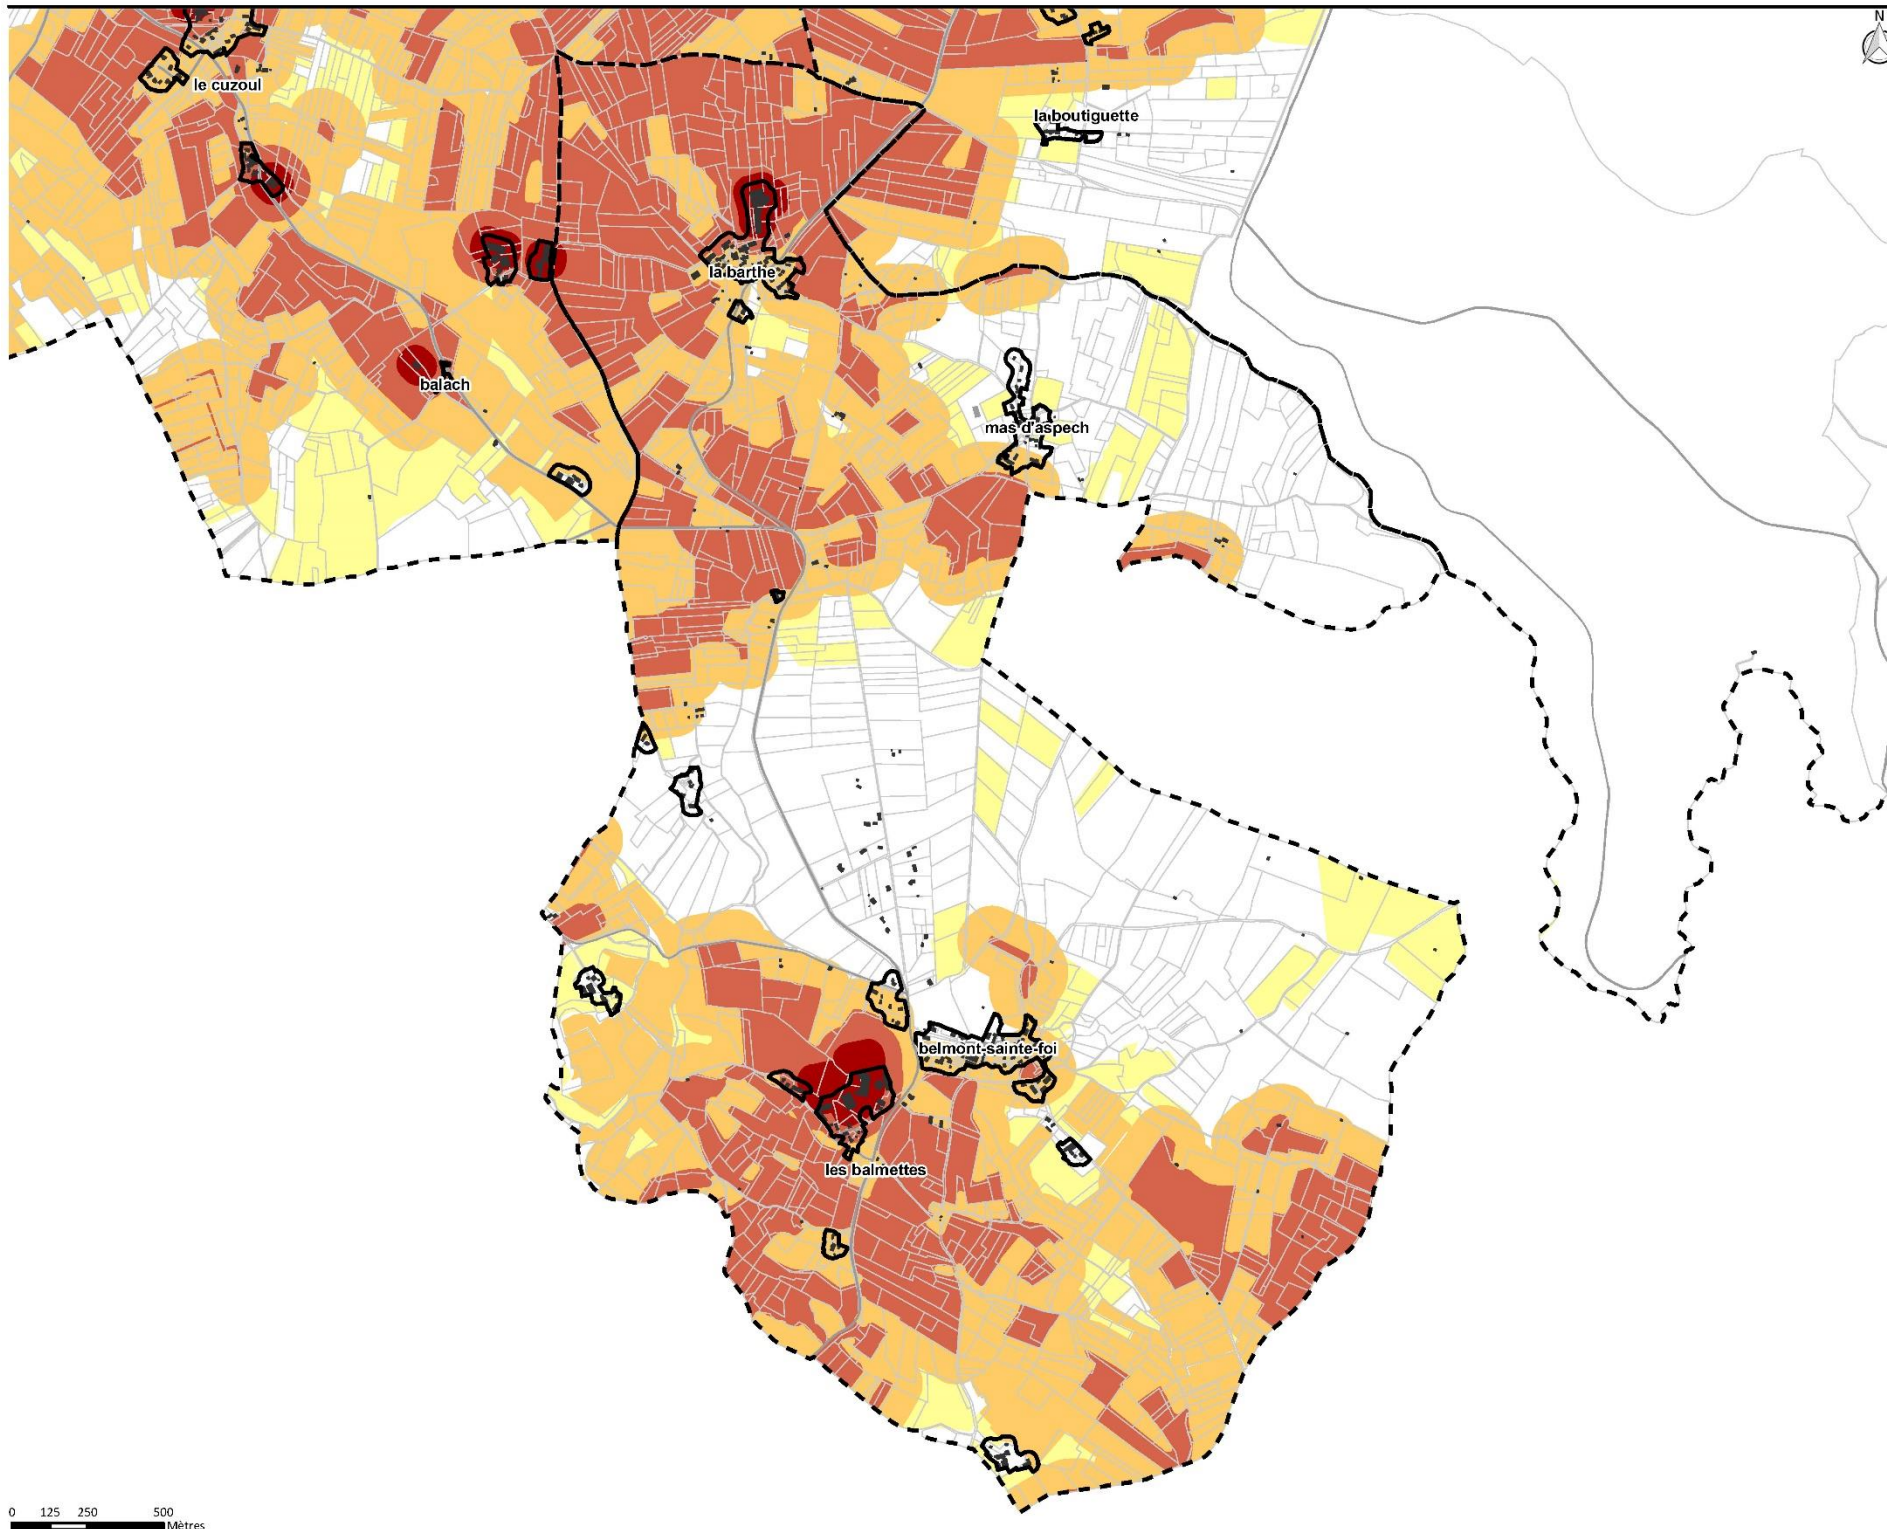 N
le cuzoul
la boutiguette
la barthe
balach
mas d'aspech
belmont-sainte-foi
les balmettes
0 125 250 500
Mètres